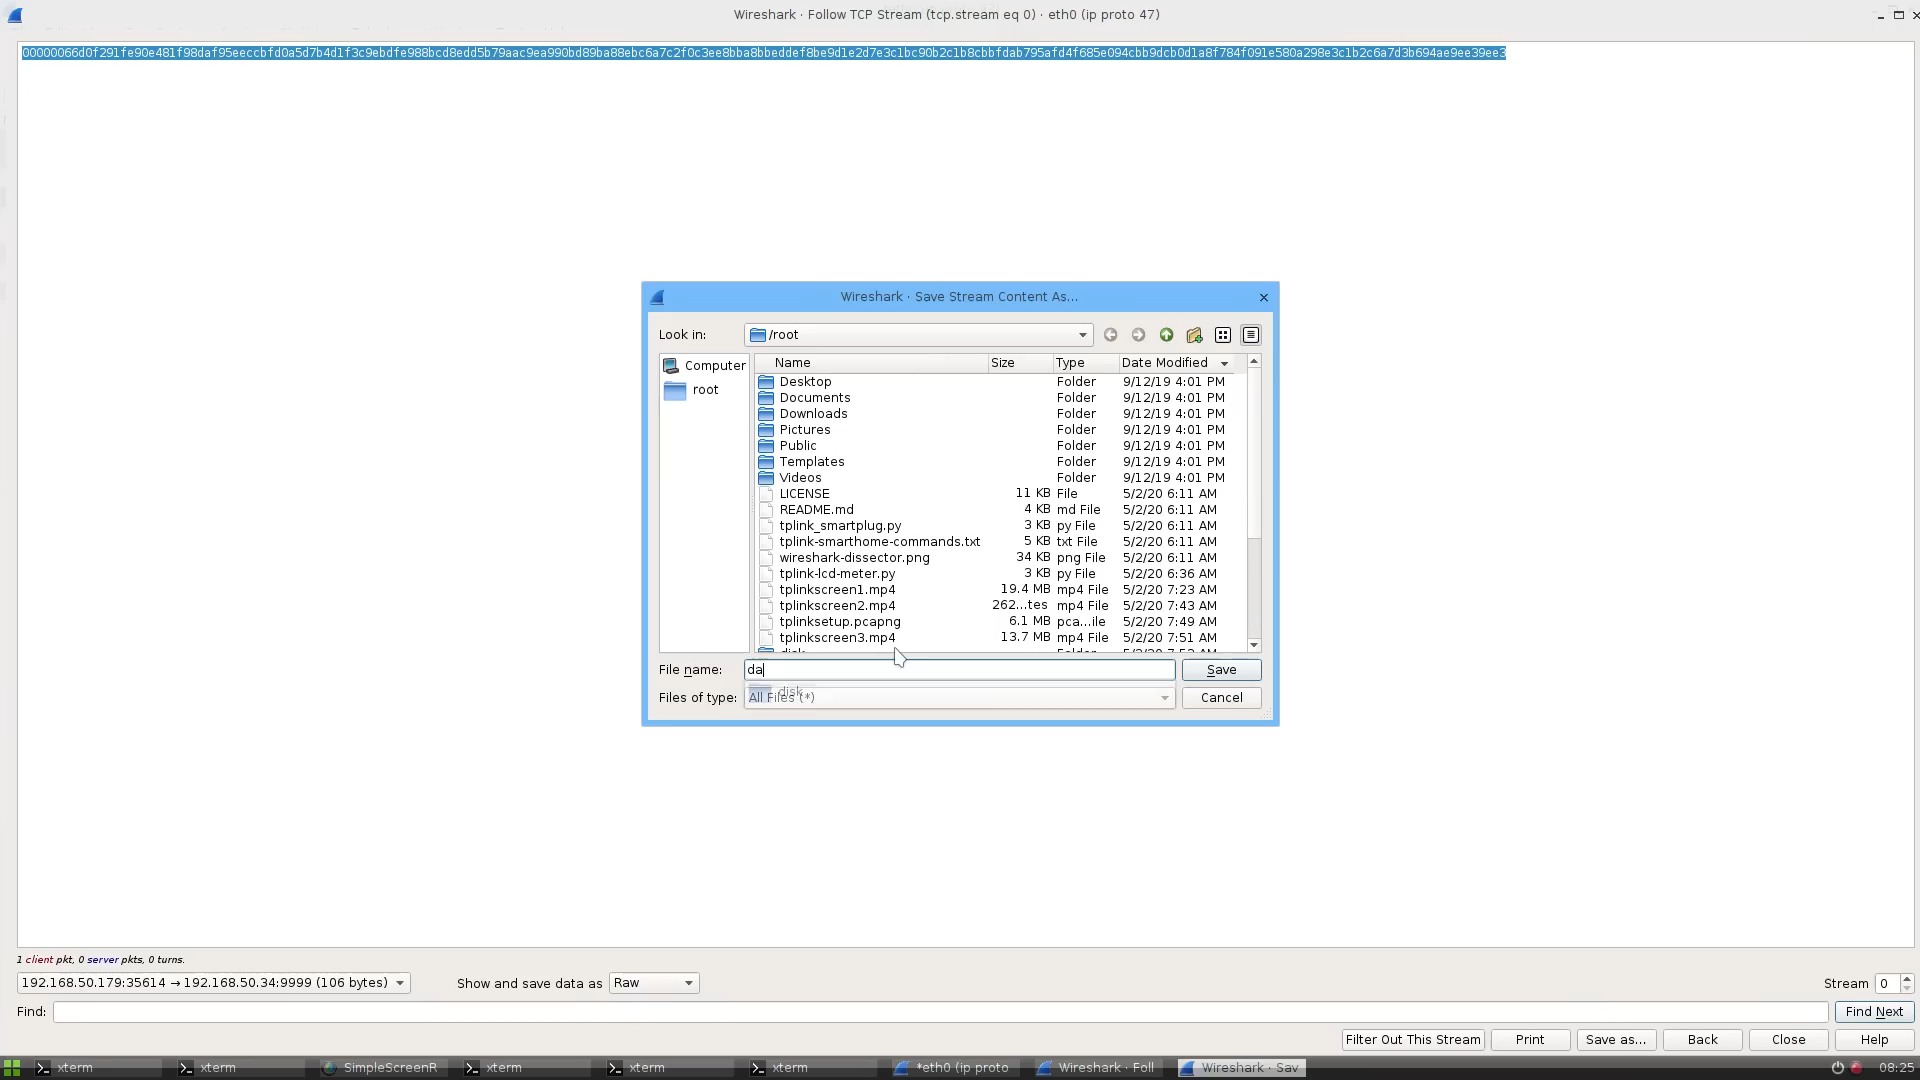 Wireshark · Follow TCP Stream (tcp.stream eq 0) · eth0 (ip proto 47)
00000066d0f291fe90e481f98daf95eeccbfd0a5d7b4d1f3c9ebdfe988bcd8edd5b79aac9ea990bd89ba88ebc6a7c2f0c3ee8bba8bbeddef8be9d1e2d7e3c1bc90b2c1b8cbbfdab795afd4f685e094cbb9dcb0d1a8f784f091e580a298e3c1b2c6a7d3b694ae9ee39ee3
Wireshark · Save Stream Content As...
Look in: /root
Computer
root
Name Size Type Date Modified
Desktop Folder 9/12/19 4:01 PM
Documents Folder 9/12/19 4:01 PM
Downloads Folder 9/12/19 4:01 PM
Pictures Folder 9/12/19 4:01 PM
Public Folder 9/12/19 4:01 PM
Templates Folder 9/12/19 4:01 PM
Videos Folder 9/12/19 4:01 PM
LICENSE 11 KB File 5/2/20 6:11 AM
README.md 4 KB md File 5/2/20 6:11 AM
tplink_smartplug.py 3 KB py File 5/2/20 6:11 AM
tplink-smarthome-commands.txt 5 KB txt File 5/2/20 6:11 AM
wireshark-dissector.png 34 KB png File 5/2/20 6:11 AM
tplink-lcd-meter.py 3 KB py File 5/2/20 6:36 AM
tplinkscreen1.mp4 19.4 MB mp4 File 5/2/20 7:23 AM
tplinkscreen2.mp4 262...tes mp4 File 5/2/20 7:43 AM
tplinksetup.pcapng 6.1 MB pca...ile 5/2/20 7:49 AM
tplinkscreen3.mp4 13.7 MB mp4 File 5/2/20 7:51 AM
File name: da Save
disk
Files of type: All Files (*) Cancel
1 client pkt, 0 server pkts, 0 turns.
192.168.50.179:35614 → 192.168.50.34:9999 (106 bytes) Show and save data as Raw Stream 0
Find: Find Next
Filter Out This Stream Print Save as... Back Close Help
xterm xterm SimpleScreenR xterm xterm xterm *eth0 (ip proto Wireshark · Foll Wireshark · Sav 08:25